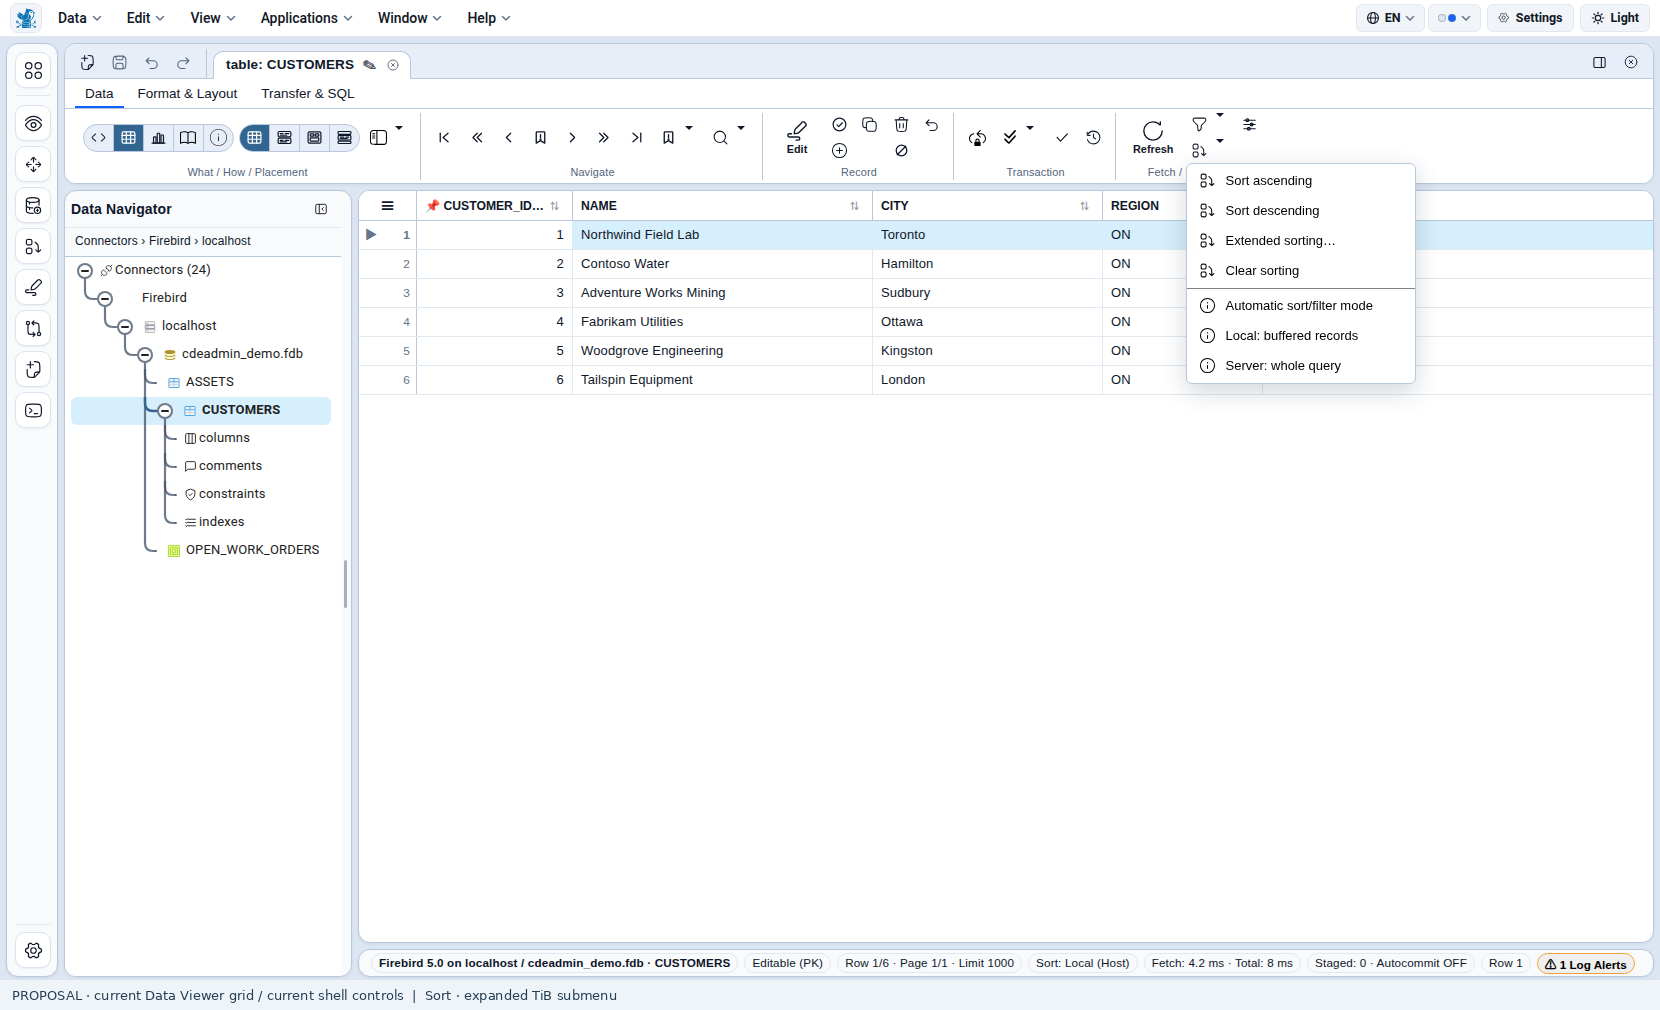 Data Edit View Applications Window Help EN Settings Light
table: CUSTOMERS
Data Format & Layout Transfer & SQL
What / How / Placement Navigate Edit Record Transaction Refresh Fetch /
Sort ascending
Sort descending
Extended sorting…
Clear sorting
Automatic sort/filter mode
Local: buffered records
Server: whole query
Data Navigator
Connectors › Firebird › localhost
Connectors (24)
Firebird
localhost
cdeadmin_demo.fdb
ASSETS
CUSTOMERS
columns
comments
constraints
indexes
OPEN_WORK_ORDERS
CUSTOMER_ID… NAME CITY REGION
1 1 Northwind Field Lab Toronto ON
2 2 Contoso Water Hamilton ON
3 3 Adventure Works Mining Sudbury ON
4 4 Fabrikam Utilities Ottawa ON
5 5 Woodgrove Engineering Kingston ON
6 6 Tailspin Equipment London ON
Firebird 5.0 on localhost / cdeadmin_demo.fdb · CUSTOMERS Editable (PK) Row 1/6 · Page 1/1 · Limit 1000 Sort: Local (Host) Fetch: 4.2 ms · Total: 8 ms Staged: 0 · Autocommit OFF Row 1 1 Log Alerts
PROPOSAL · current Data Viewer grid / current shell controls | Sort · expanded TiB submenu